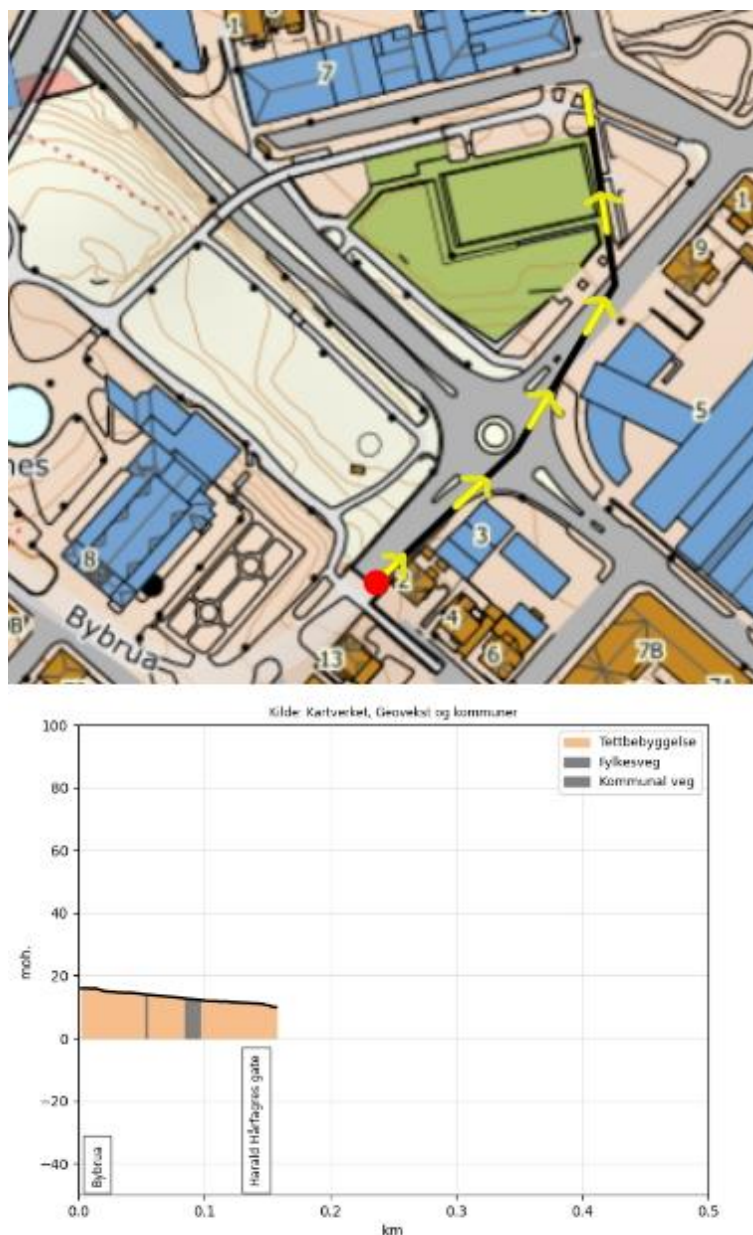 1
7
1
9
5
nes
8
3
2
4
Bybrua
13
6
7B
Kilde: Kartverket, Geovekst og kommuner
100
80
60
40
20
0
−20
−40
moh.
Tettbebyggelse
Fylkesveg
Kommunal veg
Bybrua
Harald Hårfagres gate
0.0 0.1 0.2 0.3 0.4 0.5
km